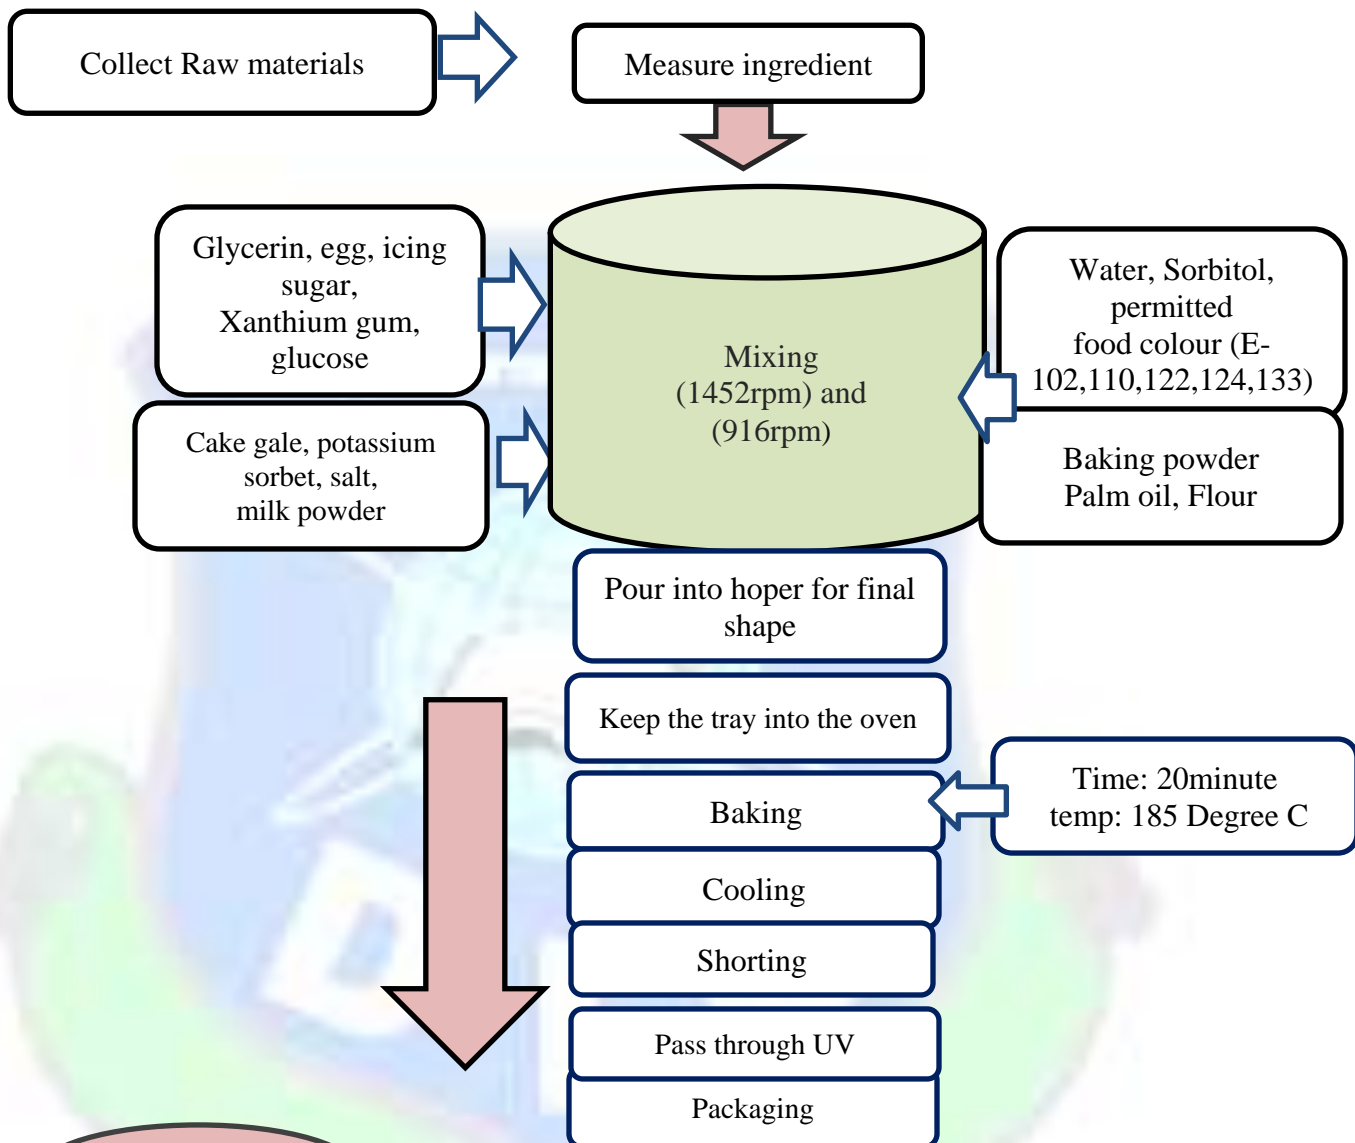 Collect Raw materials
Measure ingredient
Glycerin, egg, icing
sugar,
Xanthium gum,
glucose
Cake gale, potassium
sorbet, salt,
milk powder
Mixing
(1452rpm) and
(916rpm)
Water, Sorbitol,
permitted
food colour (E-
102,110,122,124,133)
Baking powder
Palm oil, Flour
Pour into hoper for final
shape
Keep the tray into the oven
Baking
Time: 20minute
temp: 185 Degree C
Cooling
Shorting
Pass through UV
Packaging